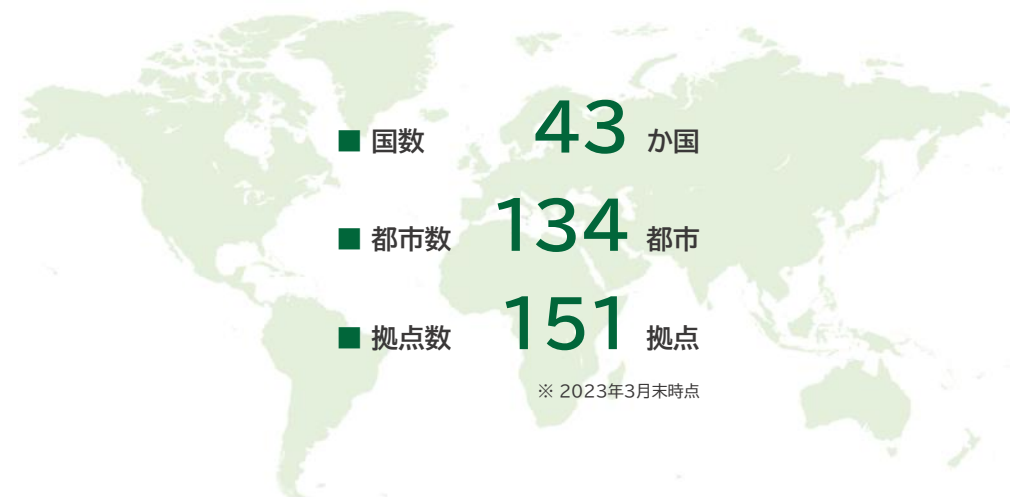 ■ 国数 43 か国
■ 都市数 134 都市
■ 拠点数 151 拠点
※ 2023年3月末時点